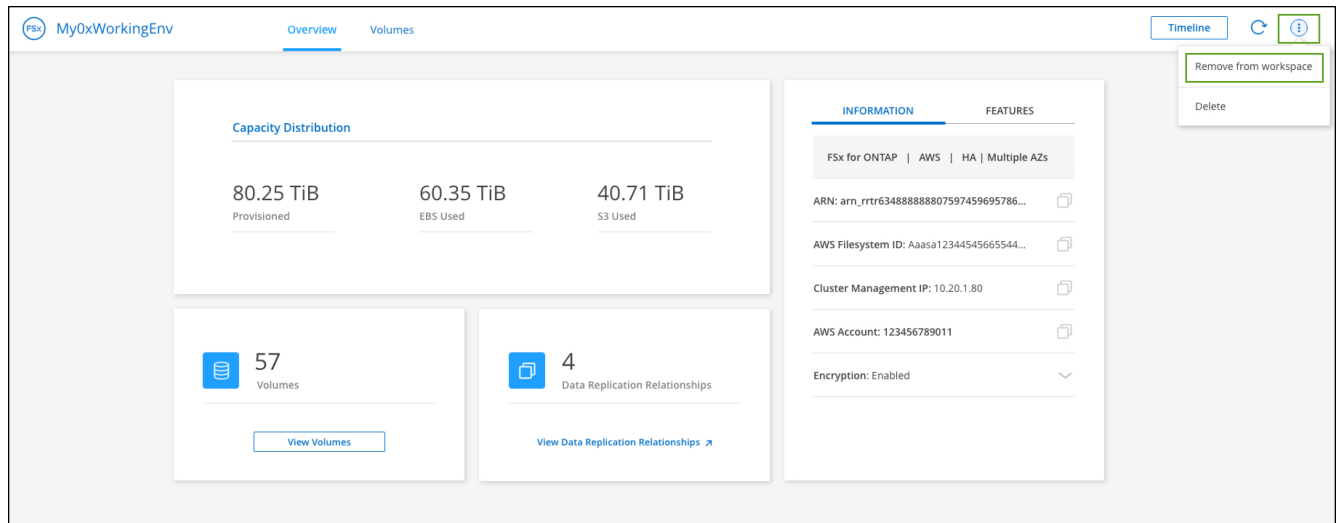 FSx My0xWorkingEnv Overview Volumes Timeline
Remove from workspace
Delete
Capacity Distribution
80.25 TiB 60.35 TiB 40.71 TiB
Provisioned EBS Used S3 Used
57
Volumes
View Volumes
4
Data Replication Relationships
View Data Replication Relationships
INFORMATION FEATURES
FSx for ONTAP | AWS | HA | Multiple AZs
ARN: arn_rrtr6348888888807597459695786...
AWS Filesystem ID: Aaasa12344545665544...
Cluster Management IP: 10.20.1.80
AWS Account: 123456789011
Encryption: Enabled